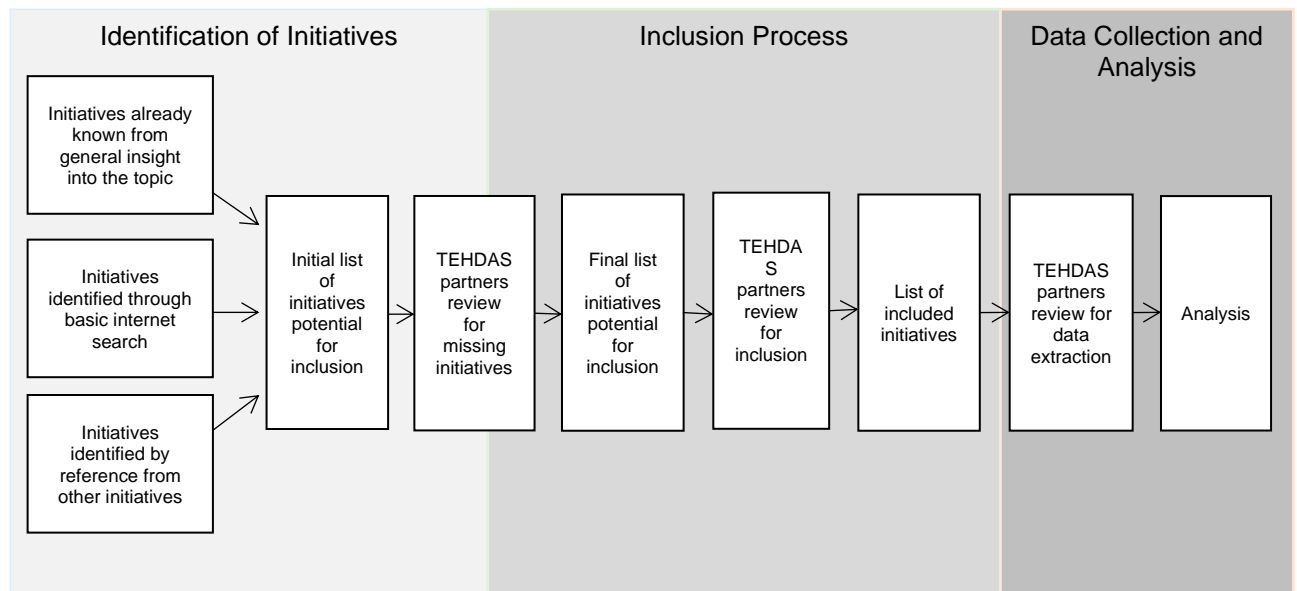 Identification of Initiatives
Inclusion Process
Data Collection and
Analysis
Initiatives already
known from
general insight
into the topic
Initiatives
identified through
basic internet
search
Initiatives
identified by
reference from
other initiatives
Initial list
of
initiatives
potential
for
inclusion
TEHDAS
partners
review
for
missing
initiatives
Final list
of
initiatives
potential
for
inclusion
TEHDA
S
partners
review
for
inclusion
List of
included
initiatives
TEHDAS
partners
review for
data
extraction
Analysis